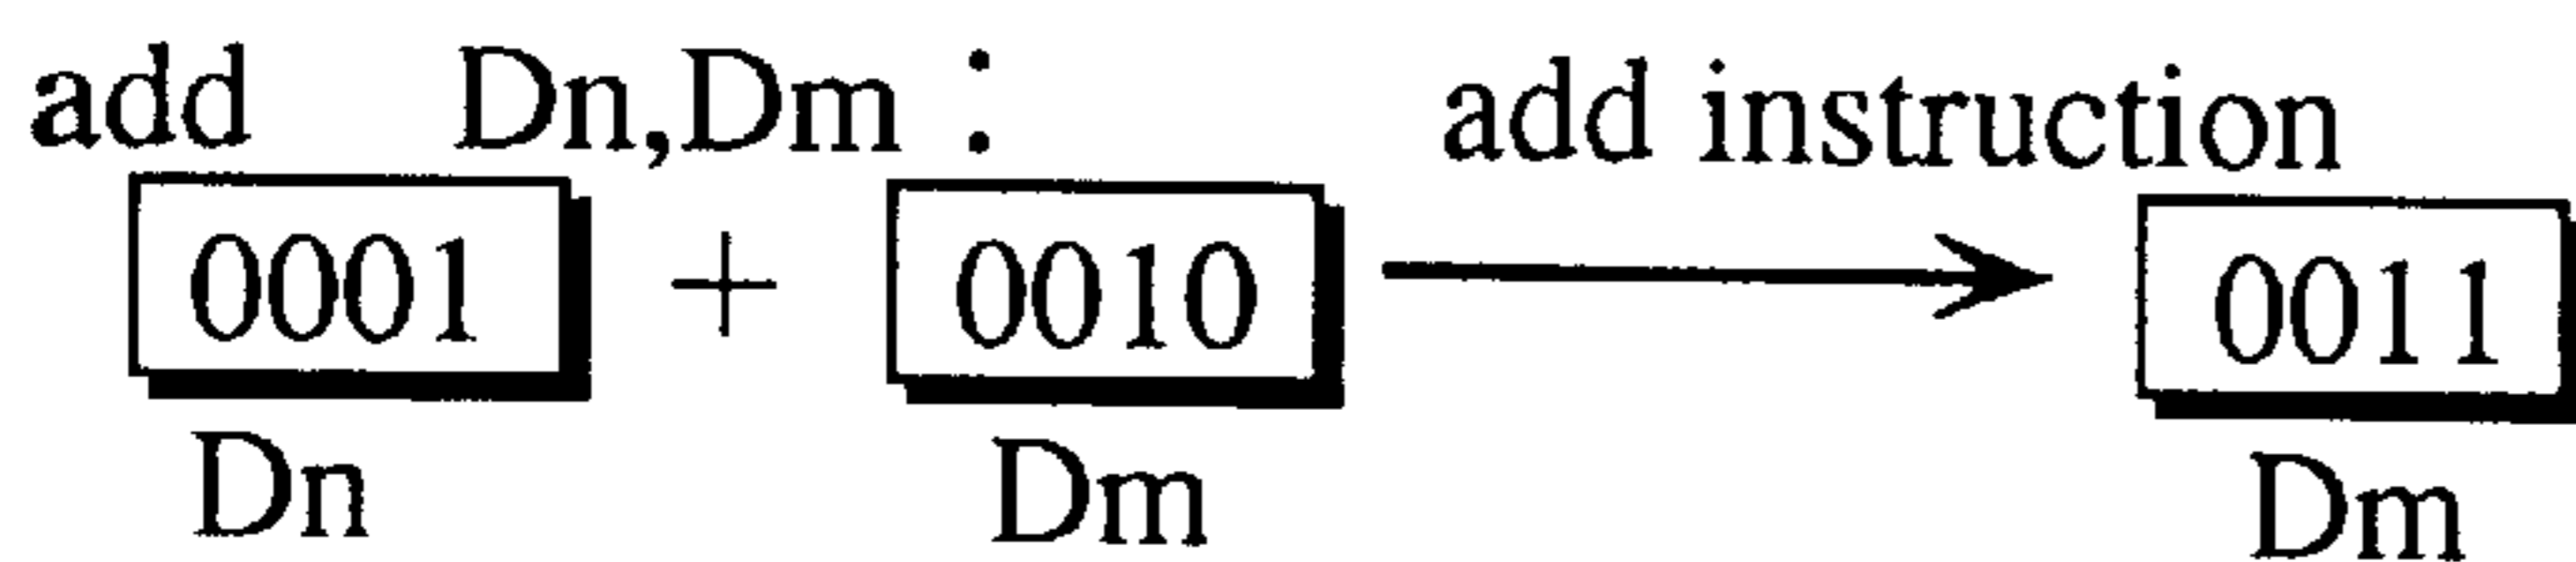 add Dn,Dm : add instruction
0001 + 0010 0011
Dn Dm Dm